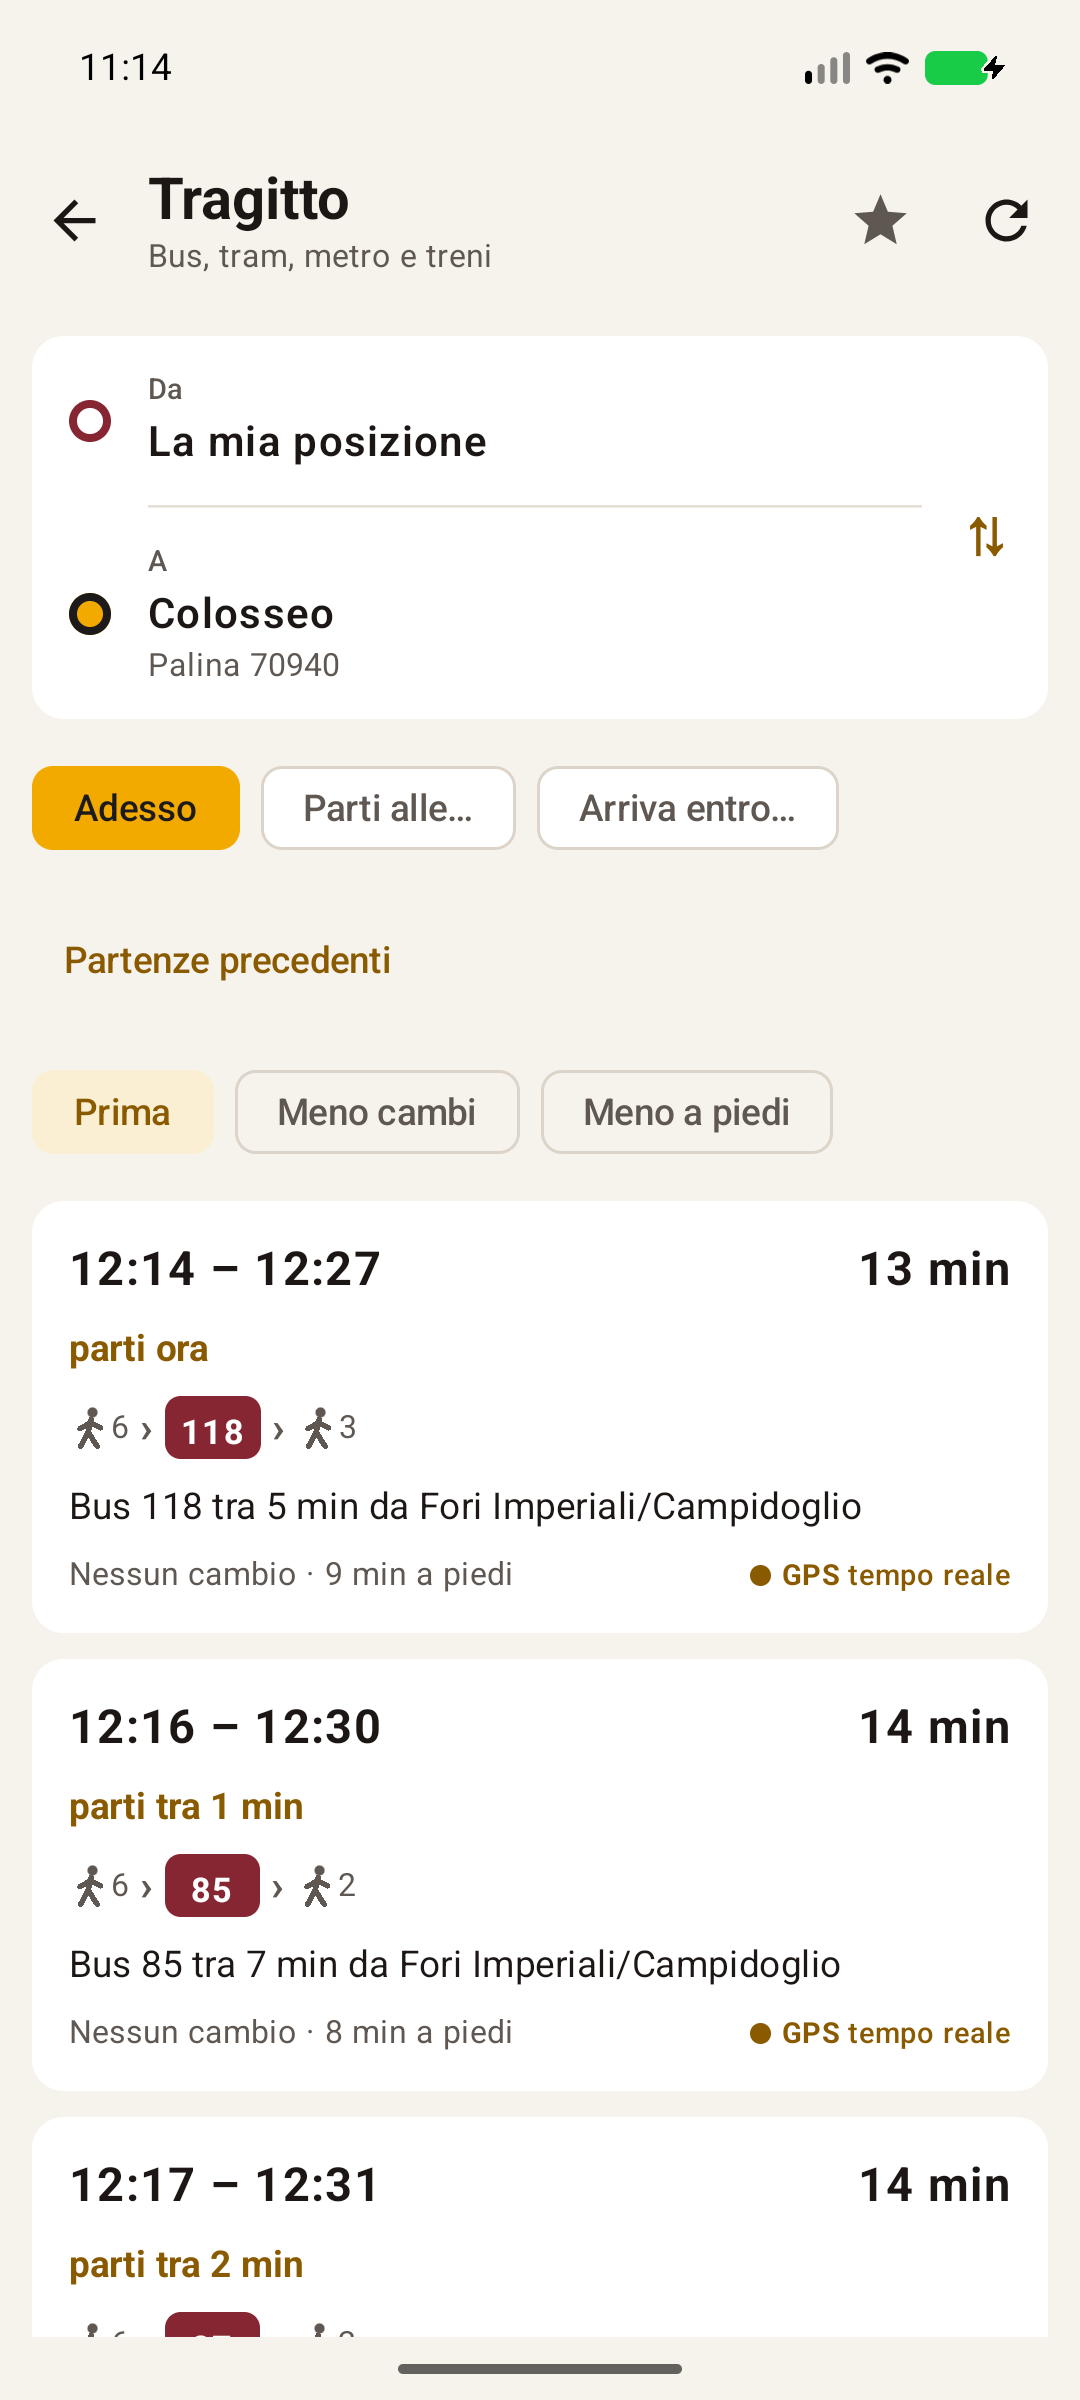 11:14
Tragitto
Bus, tram, metro e treni
Da
La mia posizione
A
Colosseo
Palina 70940
Adesso
Parti alle...
Arriva entro...
Partenze precedenti
Prima
Meno cambi
Meno a piedi
12:14 – 12:27
13 min
parti ora
6 › 118 › 3
Bus 118 tra 5 min da Fori Imperiali/Campidoglio
Nessun cambio · 9 min a piedi
GPS tempo reale
12:16 – 12:30
14 min
parti tra 1 min
6 › 85 › 2
Bus 85 tra 7 min da Fori Imperiali/Campidoglio
Nessun cambio · 8 min a piedi
GPS tempo reale
12:17 – 12:31
14 min
parti tra 2 min